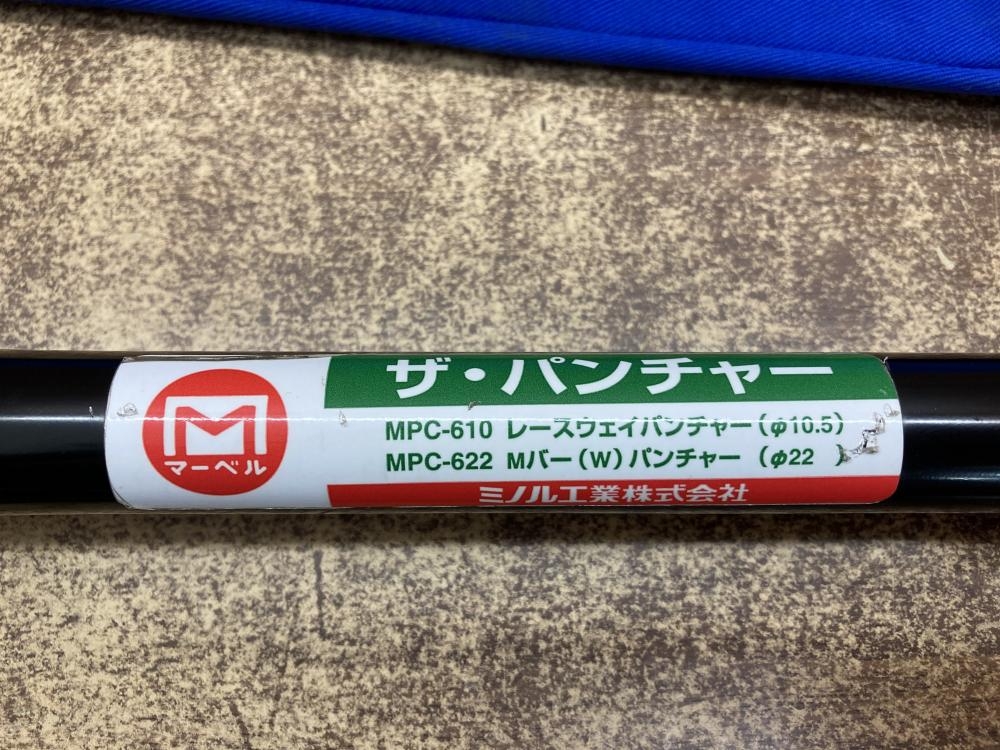 M
マーベル
ザ・パンチャー
MPC-610 レースウェイパンチャー(φ10.5)
MPC-622 Mバー(W)パンチャー (φ22 )
ミノル工業株式会社